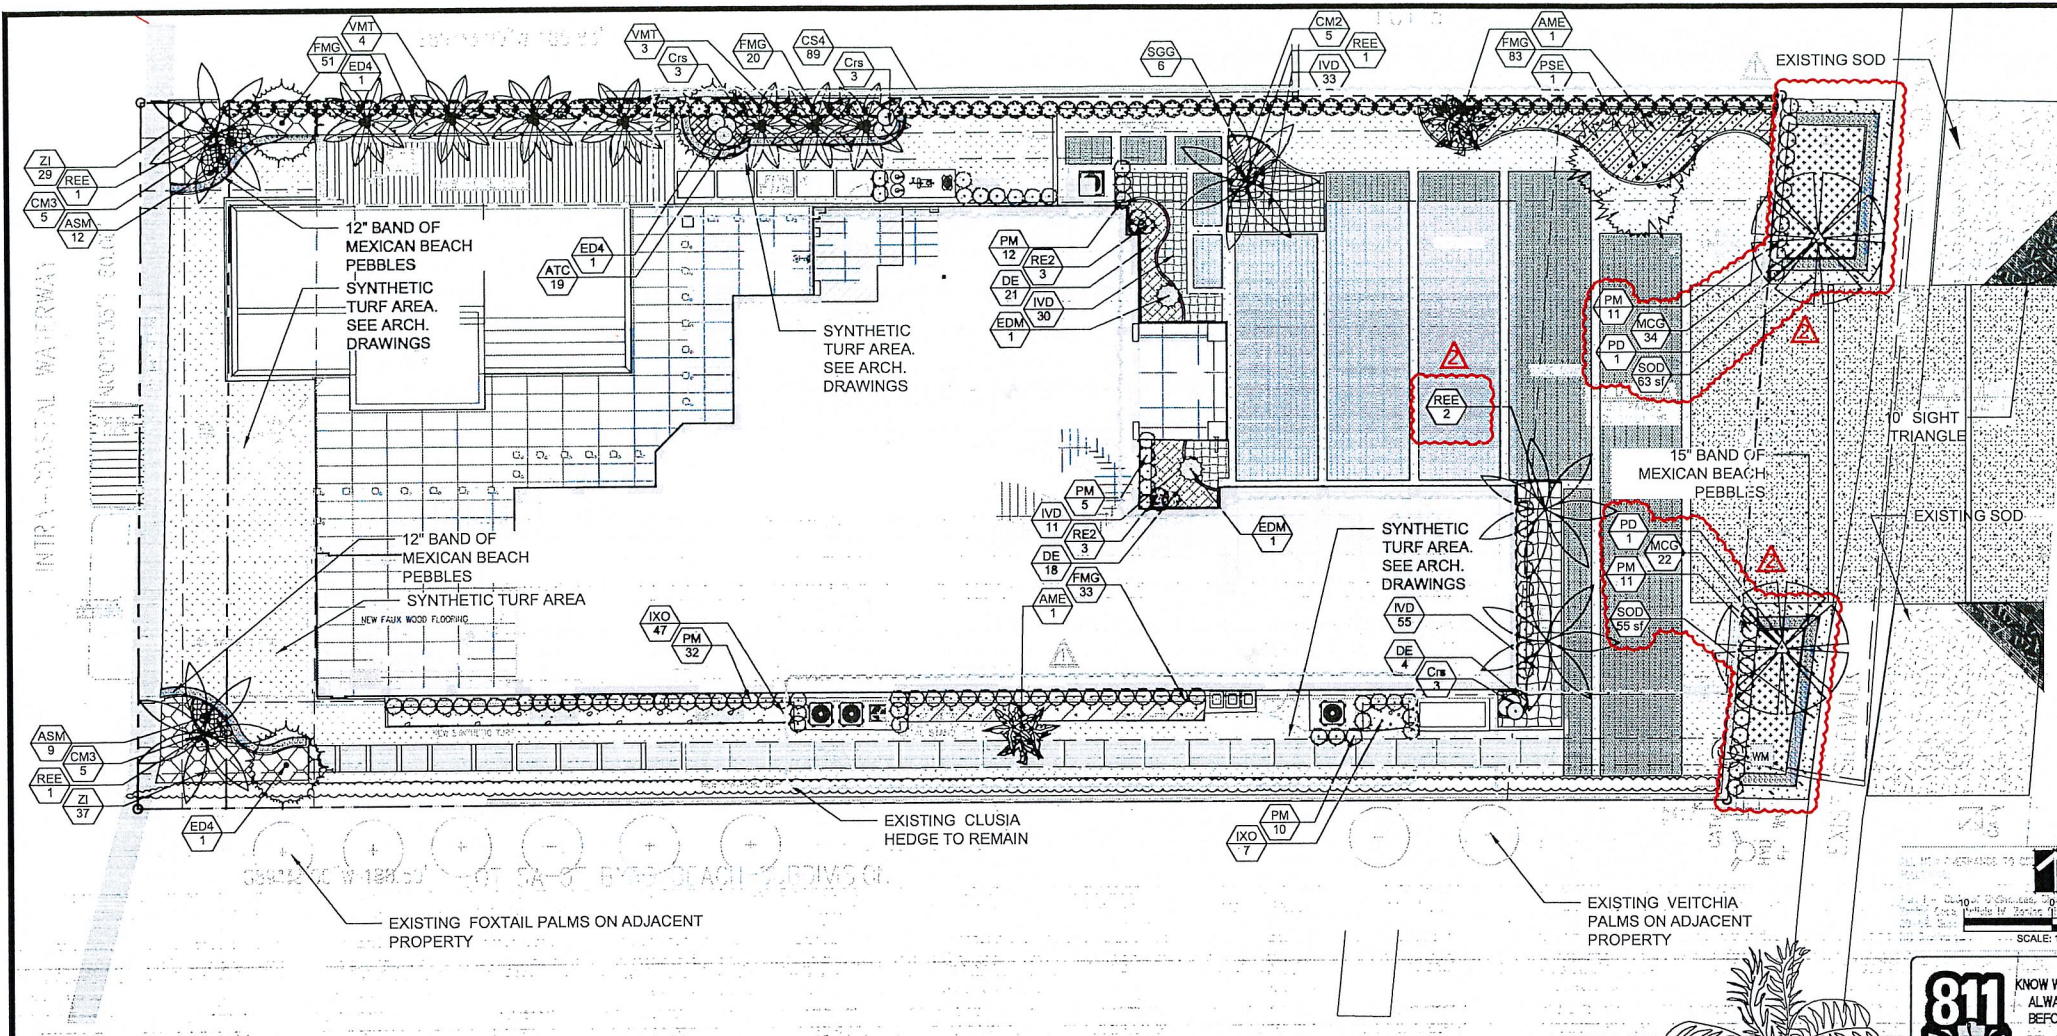 VMT
4
FMG
51
ED4
1
VMT
3
Crs
3
FMG
20
CS4
89
Crs
3
SGG
6
CM2
5
REE
1
IVD
33
AME
1
FMG
83
PSE
1
EXISTING SOD
ZI
29
REE
1
CM3
5
ASM
12
12" BAND OF
MEXICAN BEACH
PEBBLES
SYNTHETIC
TURF AREA.
SEE ARCH.
DRAWINGS
ED4
1
ATC
19
SYNTHETIC
TURF AREA.
SEE ARCH.
DRAWINGS
PM
12
RE2
3
DE
21
IVD
30
EDM
1
PM
11
MCG
34
PD
1
SOD
63 sf
2
2
REE
2
10' SIGHT
TRIANGLE
15" BAND OF
MEXICAN BEACH
PEBBLES
EXISTING SOD
PM
5
IVD
11
RE2
3
DE
18
EDM
1
FMG
33
AME
1
SYNTHETIC
TURF AREA.
SEE ARCH.
DRAWINGS
PD
1
MCG
22
PM
11
SOD
55 sf
2
12" BAND OF
MEXICAN BEACH
PEBBLES
SYNTHETIC TURF AREA
NEW FAUX WOOD FLOORING
IXO
47
PM
32
IVD
55
DE
4
Crs
3
ASM
9
CM3
5
REE
1
ZI
37
ED4
1
WM
EXISTING CLUSIA
HEDGE TO REMAIN
PM
10
IXO
7
EXISTING FOXTAIL PALMS ON ADJACENT
PROPERTY
EXISTING VEITCHIA
PALMS ON ADJACENT
PROPERTY
10
0
SCALE:
811
KNOW